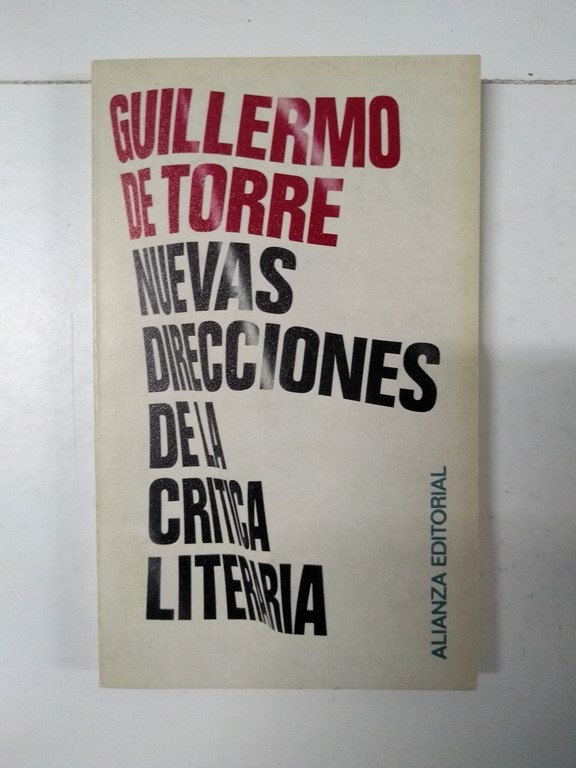 GUILLERMO
DE TORRE
NUEVAS
DIRECCIONES
DE LA
CRITICA
LITERARIA
ALIANZA EDITORIAL